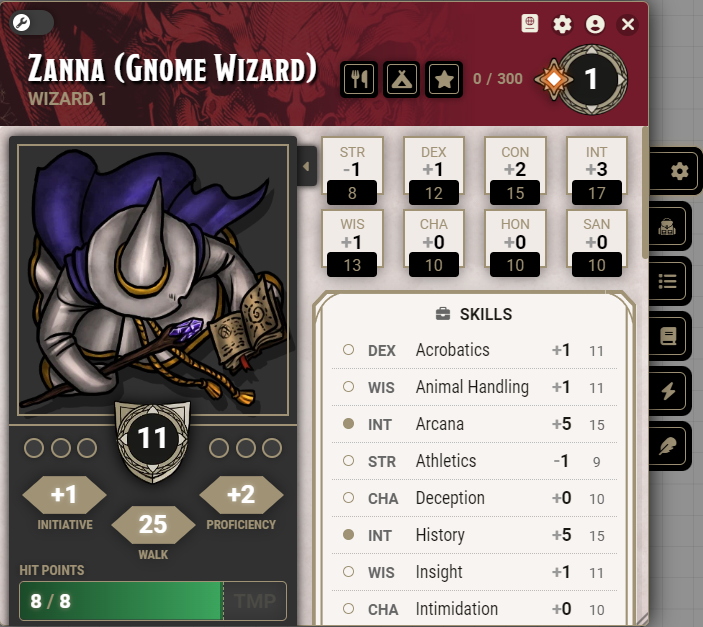 Zanna (Gnome Wizard)
WIZARD 1
0 / 300
1
STR
-1
8
DEX
+1
12
CON
+2
15
INT
+3
17
WIS
+1
13
CHA
+0
10
HON
+0
10
SAN
+0
10
11
+1
INITIATIVE
25
WALK
+2
PROFICIENCY
HIT POINTS
8 / 8
TMP
SKILLS
DEX Acrobatics +1 11
WIS Animal Handling +1 11
INT Arcana +5 15
STR Athletics -1 9
CHA Deception +0 10
INT History +5 15
WIS Insight +1 11
CHA Intimidation +0 10